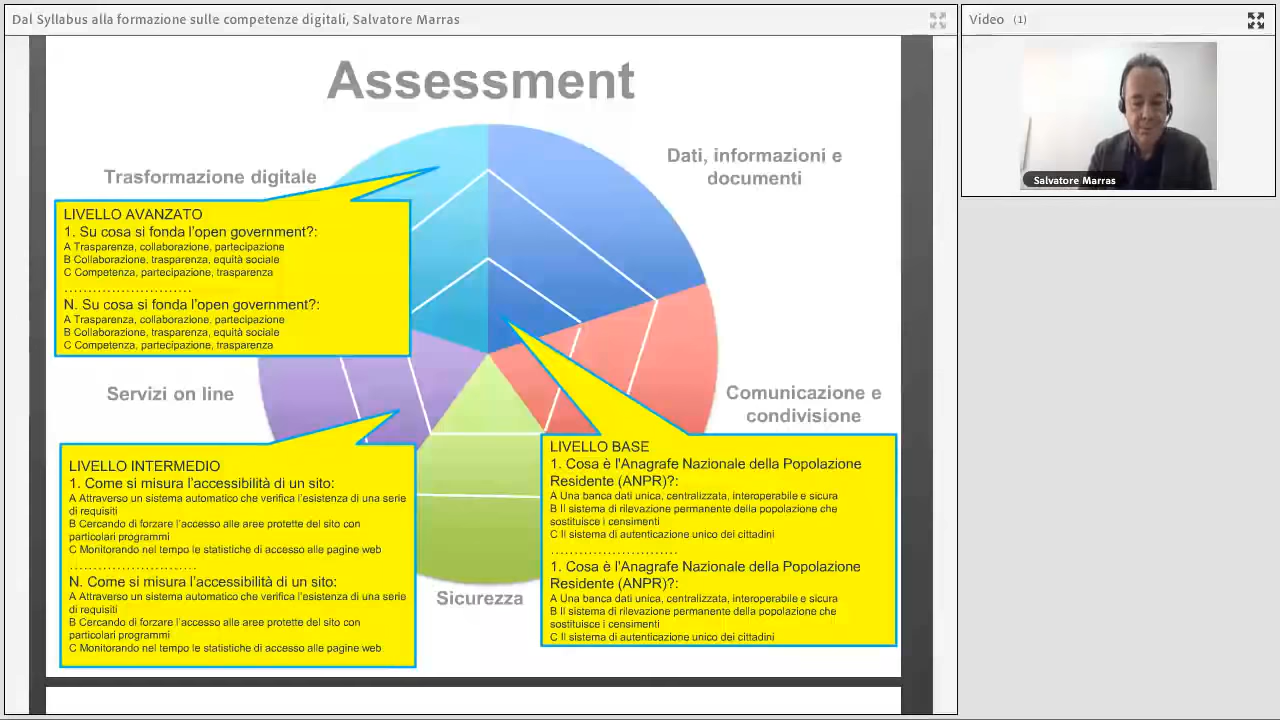 Dal Syllabus alla formazione sulle competenze digitali, Salvatore Marras
Video (1)
Salvatore Marras
Assessment
Trasformazione digitale
Dati, informazioni e
documenti
LIVELLO AVANZATO
1. Su cosa si fonda l'open government?:
A Trasparenza, collaborazione, partecipazione
B Collaborazione, trasparenza, equità sociale
C Competenza, partecipazione, trasparenza
............................
N. Su cosa si fonda l'open government?:
A Trasparenza, collaborazione, partecipazione
B Collaborazione, trasparenza, equità sociale
C Competenza, partecipazione, trasparenza
Servizi on line
Comunicazione e
condivisione
LIVELLO INTERMEDIO
1. Come si misura l'accessibilità di un sito:
A Attraverso un sistema automatico che verifica l'esistenza di una serie
di requisiti
B Cercando di forzare l'accesso alle aree protette del sito con
particolari programmi
C Monitorando nel tempo le statistiche di accesso alle pagine web
............................
N. Come si misura l'accessibilità di un sito:
A Attraverso un sistema automatico che verifica l'esistenza di una serie
di requisiti
B Cercando di forzare l'accesso alle aree protette del sito con
particolari programmi
C Monitorando nel tempo le statistiche di accesso alle pagine web
LIVELLO BASE
1. Cosa è l'Anagrafe Nazionale della Popolazione
Residente (ANPR)?:
A Una banca dati unica, centralizzata, interoperabile e sicura
B Il sistema di rilevazione permanente della popolazione che
sostituisce i censimenti
C Il sistema di autenticazione unico dei cittadini
............................
1. Cosa è l'Anagrafe Nazionale della Popolazione
Residente (ANPR)?:
A Una banca dati unica, centralizzata, interoperabile e sicura
B Il sistema di rilevazione permanente della popolazione che
sostituisce i censimenti
C Il sistema di autenticazione unico dei cittadini
Sicurezza